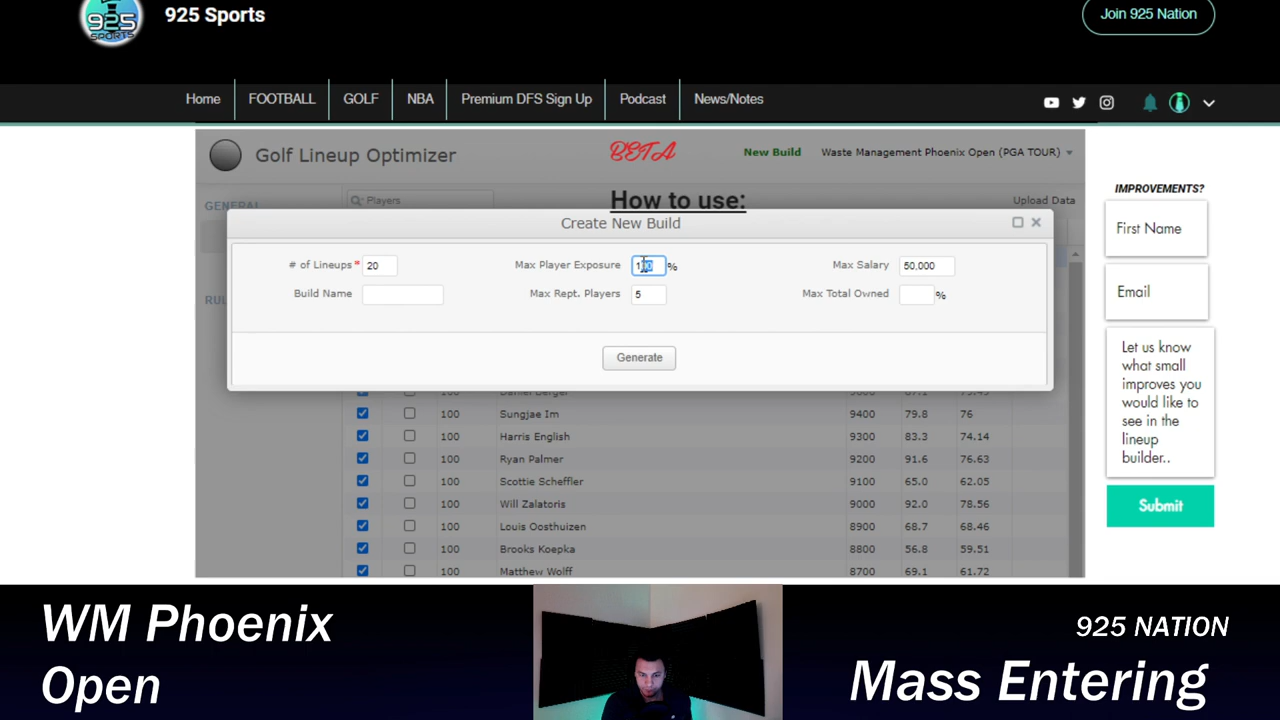 925
SPORTS
925 Sports
Join 925 Nation
Home
FOOTBALL
GOLF
NBA
Premium DFS Sign Up
Podcast
News/Notes
Golf Lineup Optimizer
BETA
New Build
Waste Management Phoenix Open (PGA TOUR)
GENERAL
Players
How to use:
Upload Data
Create New Build
# of Lineups * 20
Max Player Exposure 100 %
Max Salary 50,000
Build Name
Max Rept. Players 5
Max Total Owned %
Generate
100 Sungjae Im 9400 79.8 76
100 Harris English 9300 83.3 74.14
100 Ryan Palmer 9200 91.6 76.63
100 Scottie Scheffler 9100 65.0 62.05
100 Will Zalatoris 9000 92.0 78.56
100 Louis Oosthuizen 8900 68.7 68.46
100 Brooks Koepka 8800 56.8 59.51
100 Matthew Wolff 8700 69.1 61.72
IMPROVEMENTS?
First Name
Email
Let us know
what small
improves you
would like to
see in the
lineup
builder..
Submit
WM Phoenix
Open
925 NATION
Mass Entering